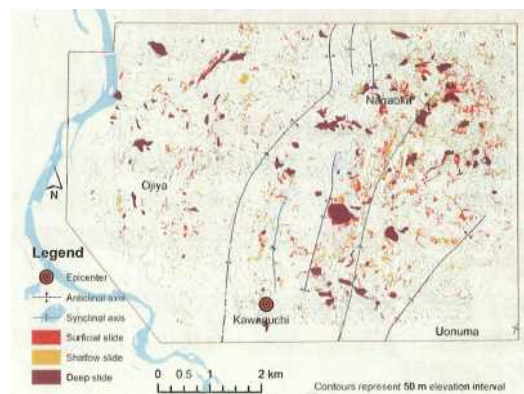 Nagaoka
Ojiya
N
Legend
Epicenter
Anticlinal axis
Synclinal axis
Surficial slide
Shallow slide
Deep slide
Kawaguchi
Uonuma
0 0.5 1 2 km
Contours represent 50 m elevation interval